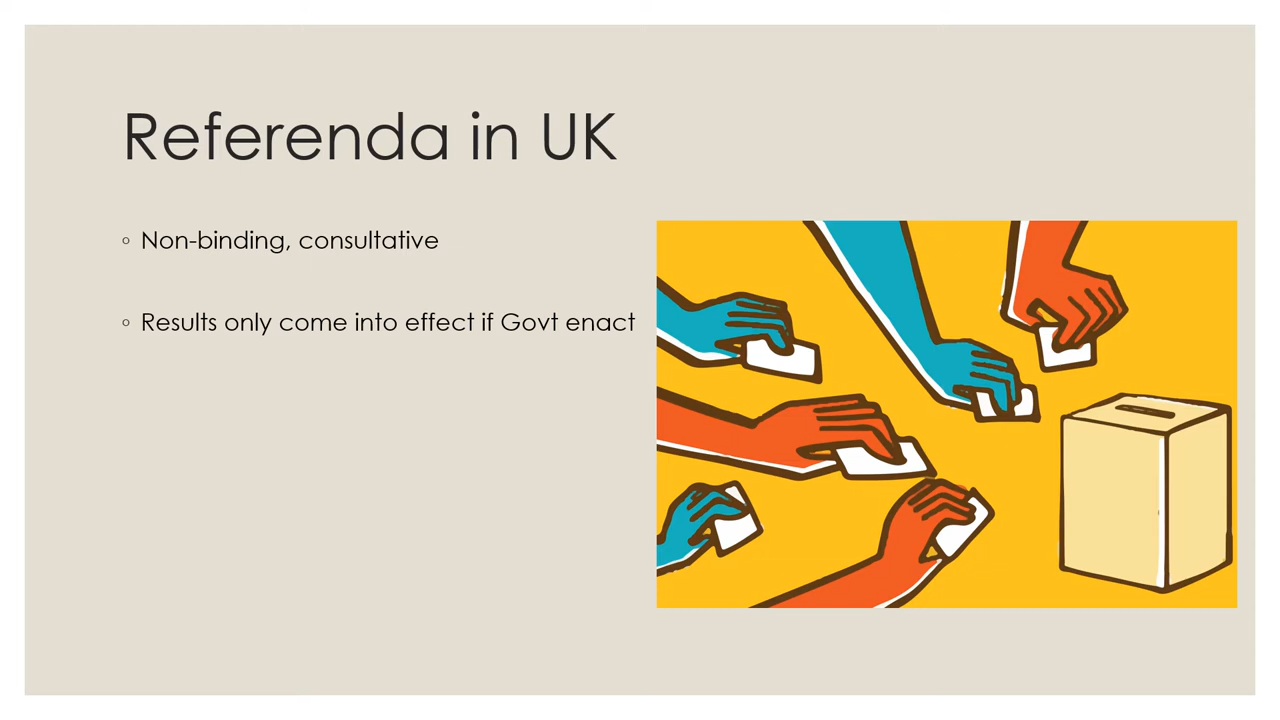 Referenda in UK
◦ Non-binding, consultative
◦ Results only come into effect if Govt enact